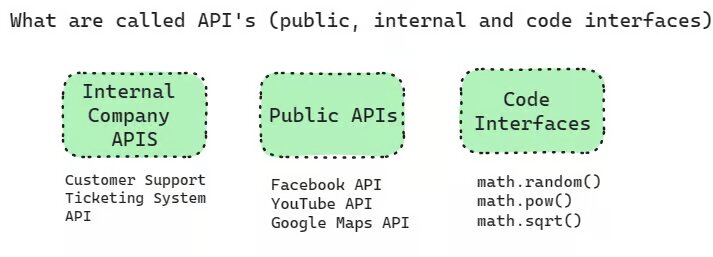 What are called API's (public, internal and code interfaces)
Internal
Company
APIS
Customer Support
Ticketing System
API
Public APIs
Facebook API
YouTube API
Google Maps API
Code
Interfaces
math.random()
math.pow()
math.sqrt()